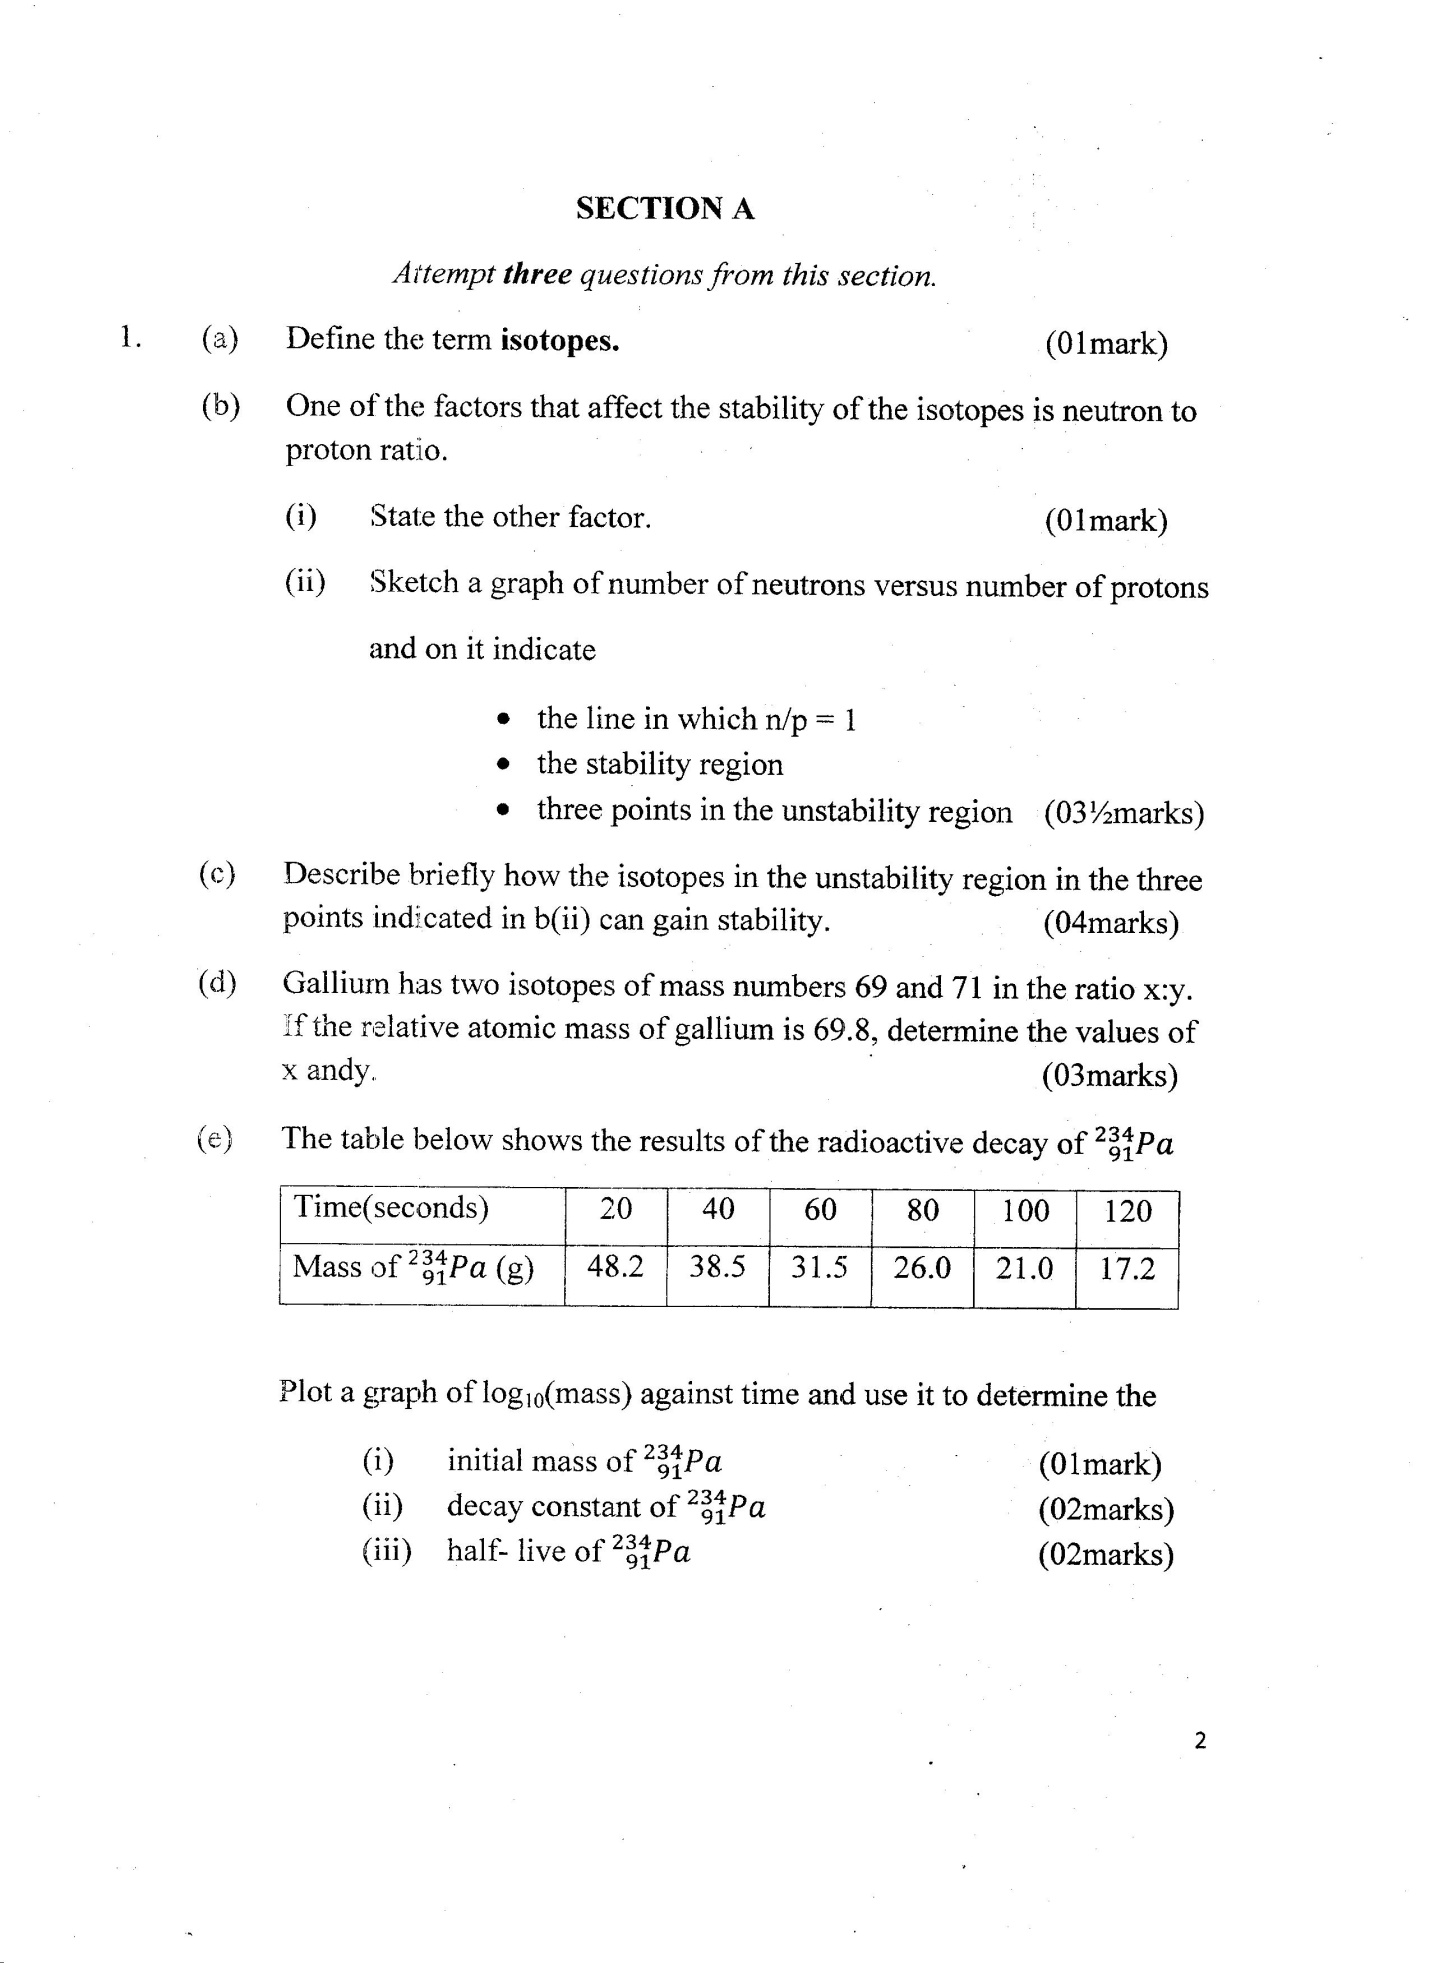 SECTION A
Attempt three questions from this section.
1. (a) Define the term isotopes. (01mark)
(b) One of the factors that affect the stability of the isotopes is neutron to
proton ratio.
(i) State the other factor. (01mark)
(ii) Sketch a graph of number of neutrons versus number of protons
and on it indicate
• the line in which n/p = 1
• the stability region
• three points in the unstability region (03½marks)
(c) Describe briefly how the isotopes in the unstability region in the three
points indicated in b(ii) can gain stability. (04marks)
(d) Gallium has two isotopes of mass numbers 69 and 71 in the ratio x:y.
If the relative atomic mass of gallium is 69.8, determine the values of
x andy. (03marks)
(e) The table below shows the results of the radioactive decay of ²³⁴₉₁Pa
Time(seconds) 20 40 60 80 100 120
Mass of ²³⁴₉₁Pa (g) 48.2 38.5 31.5 26.0 21.0 17.2
Plot a graph of log₁₀(mass) against time and use it to determine the
(i) initial mass of ²³⁴₉₁Pa (01mark)
(ii) decay constant of ²³⁴₉₁Pa (02marks)
(iii) half- live of ²³⁴₉₁Pa (02marks)
2